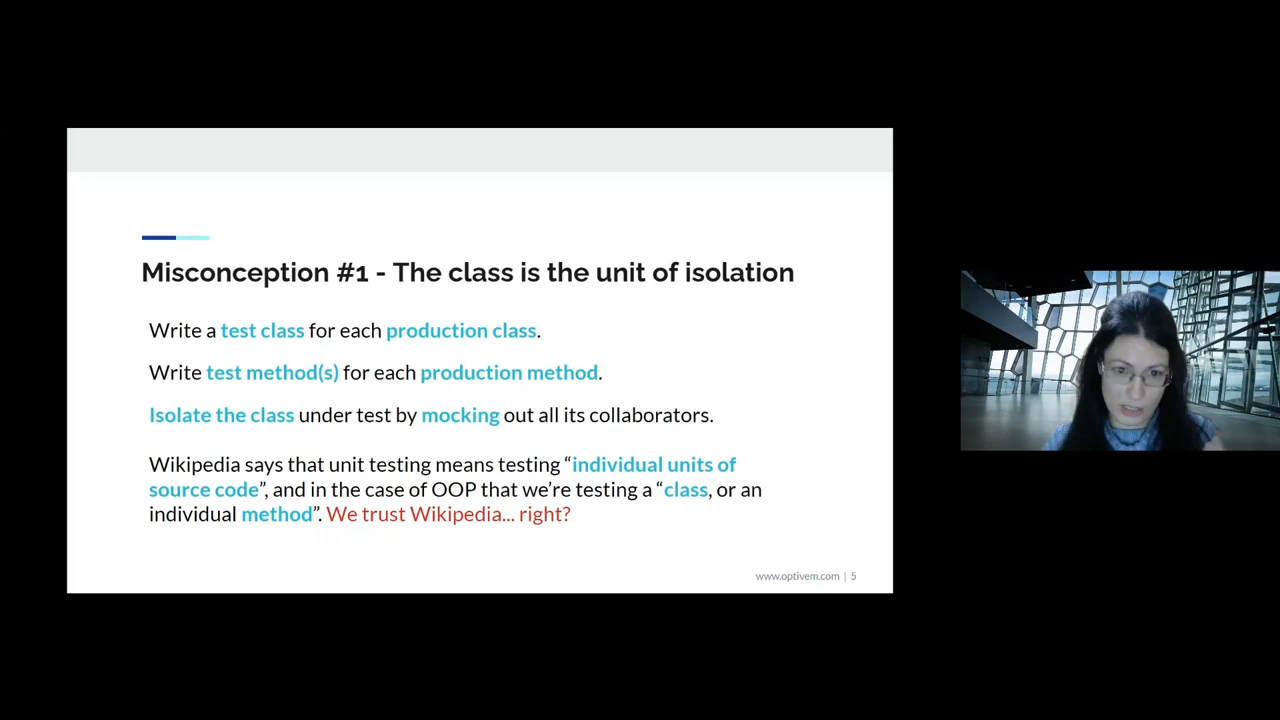 Misconception #1 - The class is the unit of isolation
Write a test class for each production class.
Write test method(s) for each production method.
Isolate the class under test by mocking out all its collaborators.
Wikipedia says that unit testing means testing “individual units of
source code”, and in the case of OOP that we’re testing a “class, or an
individual method”. We trust Wikipedia... right?
www.optivem.com | 5